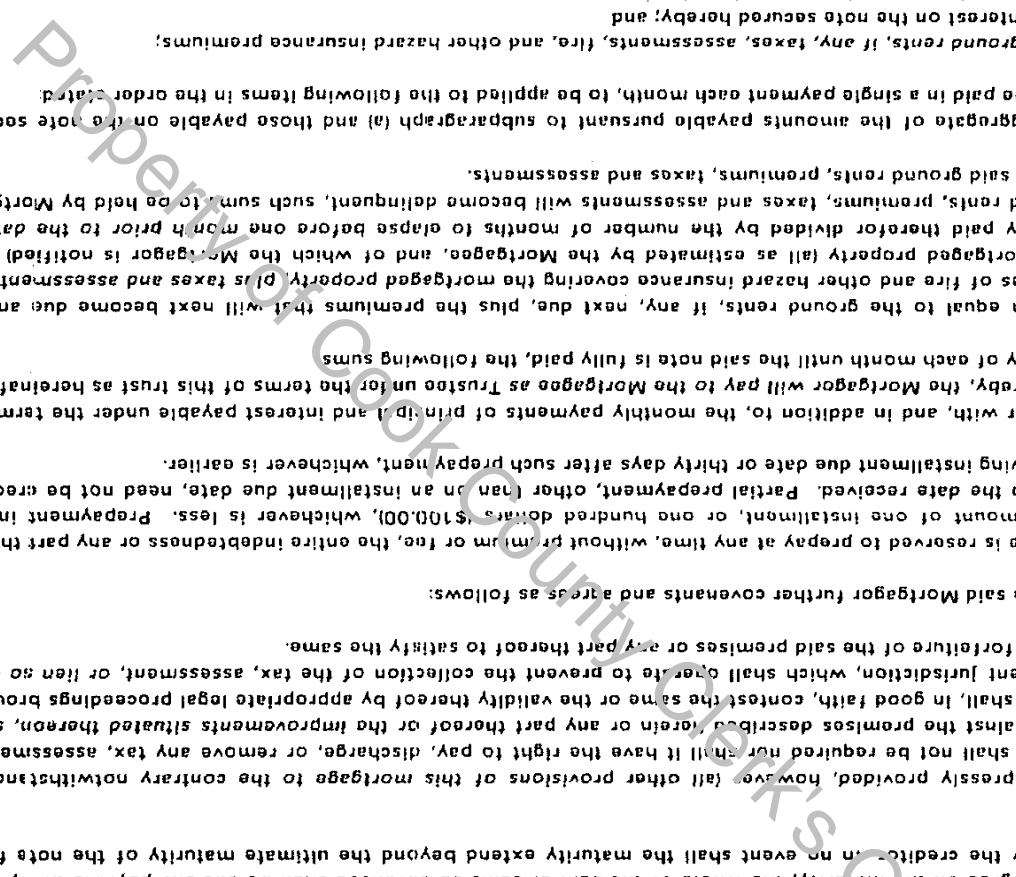 y the creditor in no event shall the maturity extend beyond the ultimate maturity of the note f
pressly provided, however (all other provisions of this mortgage to the contrary notwithstand
shall not be required nor shall it have the right to pay, discharge, or remove any tax, assessme
ainst the premises described herein or any part thereof or the improvements situated thereon, s
shall, in good faith, contest the same or the validity thereof by appropriate legal proceedings brou
ent jurisdiction, which shall operate to prevent the collection of the tax, assessment, or lien so
forfeiture of the said premises or any part thereof to satisfy the same.
e said Mortgagor further covenants and agrees as follows:
e is reserved to prepay at any time, without premium or fee, the entire indebtedness or any part th
mount of one installment, or one hundred dollars ($100.00), whichever is less. Prepayment in
the date received. Partial prepayment, other than on an installment due date, need not be cred
ving installment due date or thirty days after such prepayment, whichever is earlier.
r with, and in addition to, the monthly payments of principal and interest payable under the term
reby, the Mortgagor will pay to the Mortgagee as Trustee under the terms of this trust as hereinaf
y of each month until the said note is fully paid, the following sums
equal to the ground rents, if any, next due, plus the premiums that will next become due an
es of fire and other hazard insurance covering the mortgaged property, plus taxes and assessment
ortgaged property (all as estimated by the Mortgagee, and of which the Mortgagor is notified)
y paid therefor divided by the number of months to elapse before one month prior to the da
d rents, premiums, taxes and assessments will become delinquent, such sums to be held by Mortg
said ground rents, premiums, taxes and assessments.
ggregate of the amounts payable pursuant to subparagraph (a) and those payable on the note sec
e paid in a single payment each month, to be applied to the following items in the order stated:
ground rents, if any, taxes, assessments, fire, and other hazard insurance premiums;
nterest on the note secured hereby; and
Property of Cook County Clerk's O